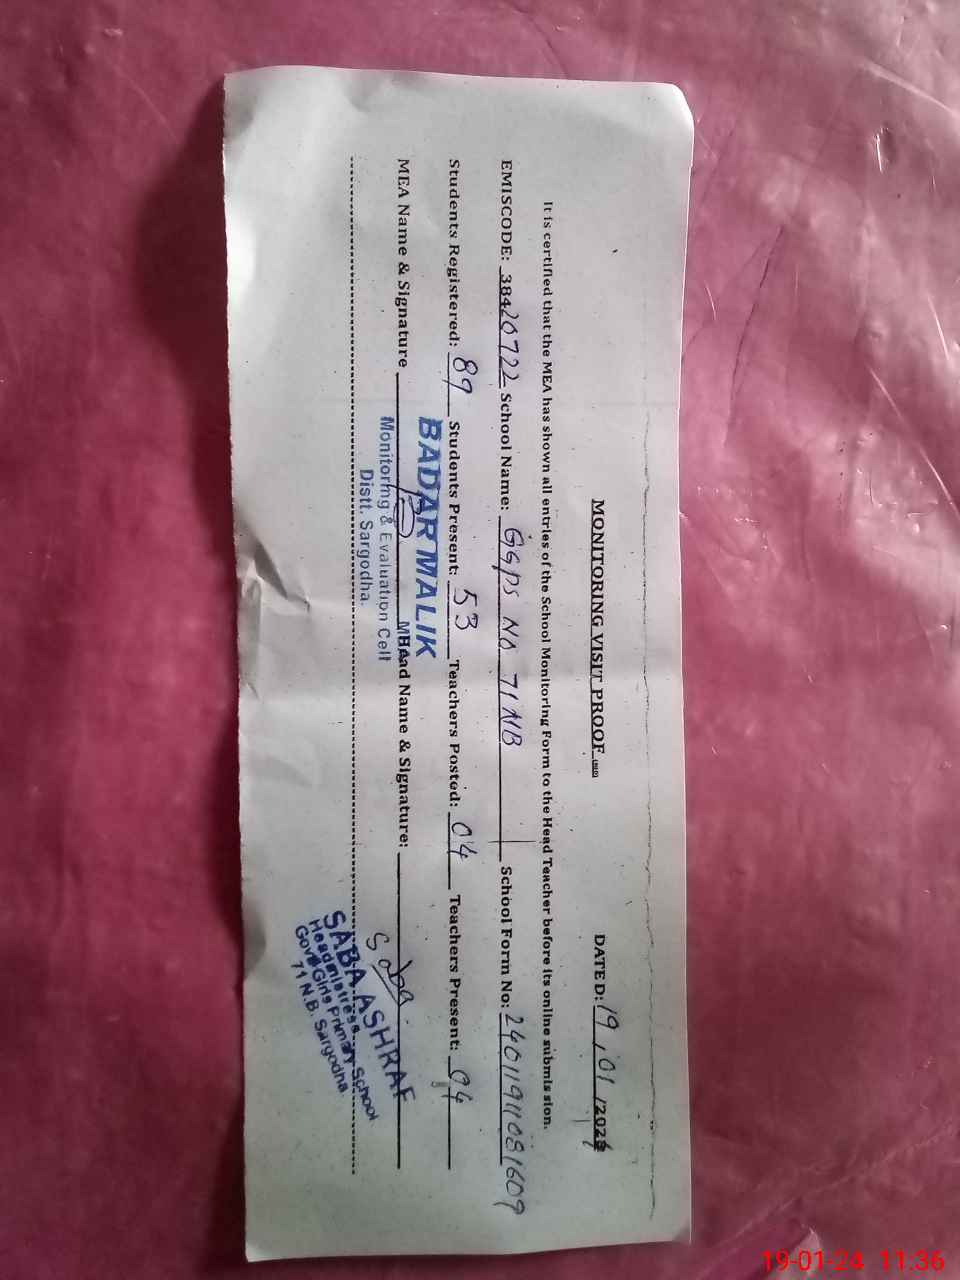 MONITORING VISIT PROOF
DATED: 19 / 01 / 2024
It is certified that the MEA has shown all entries of the School Monitoring Form to the Head Teacher before its online submission.
EMISCODE: 38420722 School Name: GGPS No 71 NB School Form No: 24011911081609
Students Registered: 89 Students Present: 53 Teachers Posted: 04 Teachers Present: 04
MEA Name & Signature Head Name & Signature: Saba
BADAR MALIK
MEA
Monitoring & Evaluation Cell
Distt. Sargodha.
SABA ASHRAF
Headmistress
Govt Girls Primary School
71 N.B. Sargodha
19-01-24 11:36